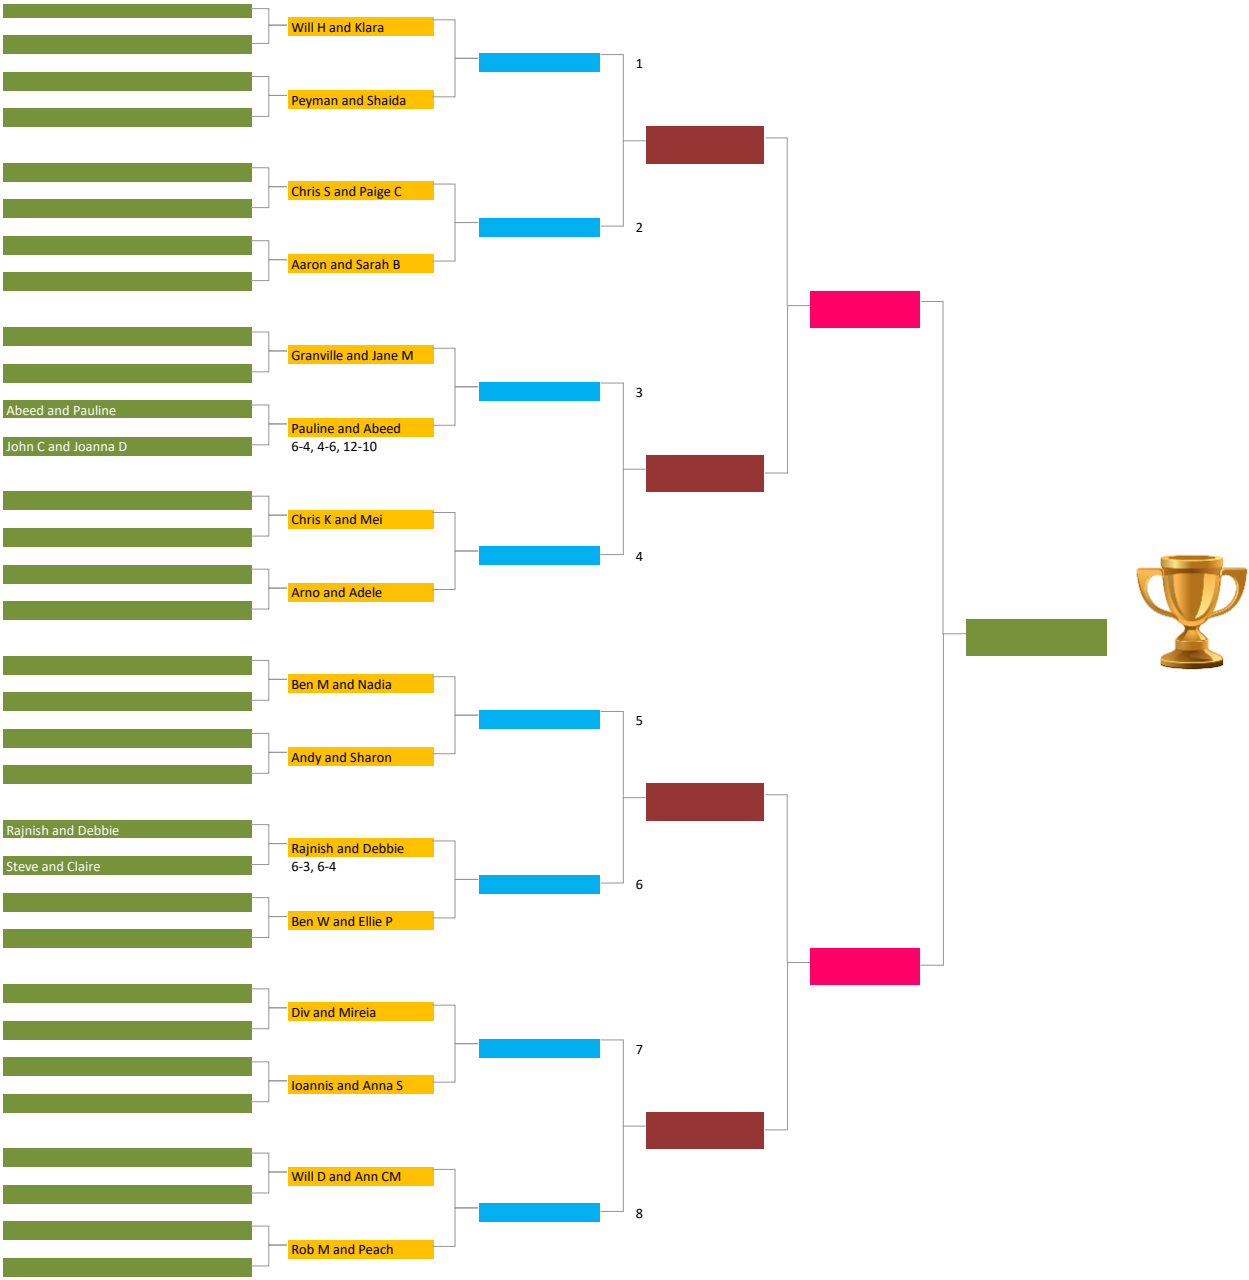 Will H and Klara
1
Peyman and Shaida
Chris S and Paige C
2
Aaron and Sarah B
Granville and Jane M
3
Abeed and Pauline
Pauline and Abeed
John C and Joanna D
6-4, 4-6, 12-10
Chris K and Mei
4
Arno and Adele
Ben M and Nadia
5
Andy and Sharon
Rajnish and Debbie
Rajnish and Debbie
Steve and Claire
6-3, 6-4
6
Ben W and Ellie P
Div and Mireia
7
Ioannis and Anna S
Will D and Ann CM
8
Rob M and Peach